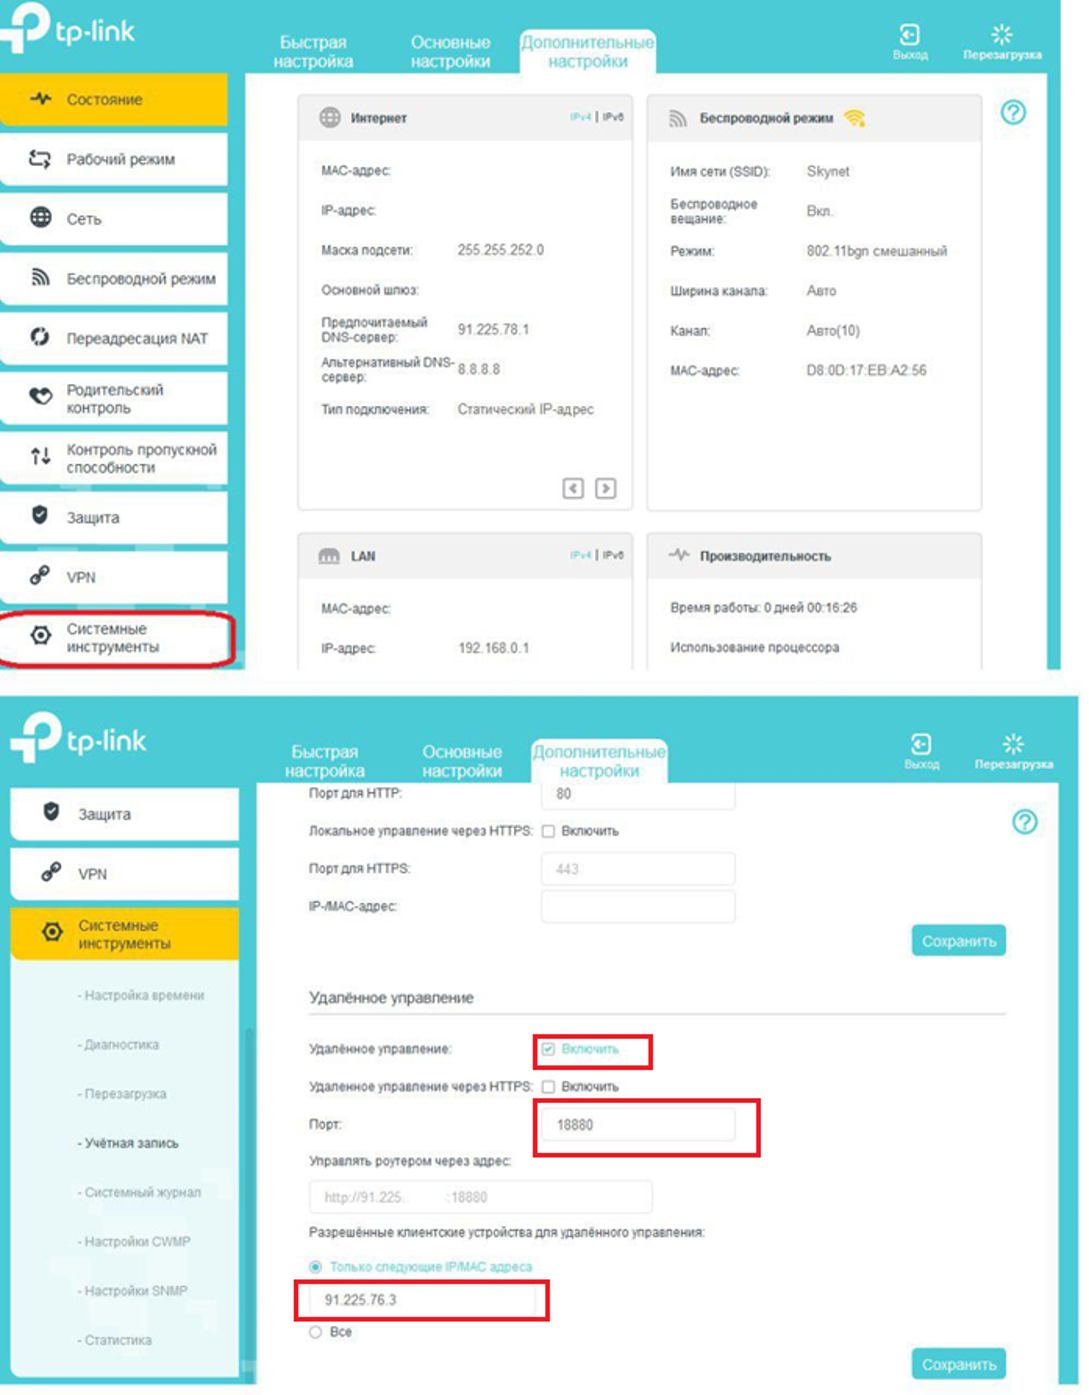 tp-link
Быстрая
настройка
Основные
настройки
Дополнительные
настройки
Выход
Перезагрузка
Состояние
Рабочий режим
Сеть
Беспроводной режим
Переадресация NAT
Родительский
контроль
Контроль пропускной
способности
Защита
VPN
Системные
инструменты
Интернет
IPv4 | IPv6
MAC-адрес:
IP-адрес:
Маска подсети: 255.255.252.0
Основной шлюз:
Предпочитаемый
DNS-сервер: 91.225.78.1
Альтернативный DNS-
сервер: 8.8.8.8
Тип подключения: Статический IP-адрес
Беспроводной режим
Имя сети (SSID): Skynet
Беспроводное
вещание: Вкл.
Режим: 802.11bgn смешанный
Ширина канала: Авто
Канал: Авто(10)
MAC-адрес: D8:0D:17:EB:A2:56
LAN
IPv4 | IPv6
MAC-адрес:
IP-адрес: 192.168.0.1
Производительность
Время работы: 0 дней 00:16:26
Использование процессора
tp-link
Быстрая
настройка
Основные
настройки
Дополнительные
настройки
Выход
Перезагрузка
Защита
VPN
Системные
инструменты
- Настройка времени
- Диагностика
- Перезагрузка
- Учётная запись
- Системный журнал
- Настройки CWMP
- Настройки SNMP
- Статистика
Порт для HTTP: 80
Локальное управление через HTTPS: Включить
Порт для HTTPS: 443
IP-/MAC-адрес:
Сохранить
Удалённое управление
Удалённое управление: Включить
Удаленное управление через HTTPS: Включить
Порт: 18880
Управлять роутером через адрес:
http://91.225. :18880
Разрешённые клиентские устройства для удалённого управления:
Только следующие IP/MAC адреса
91.225.76.3
Все
Сохранить